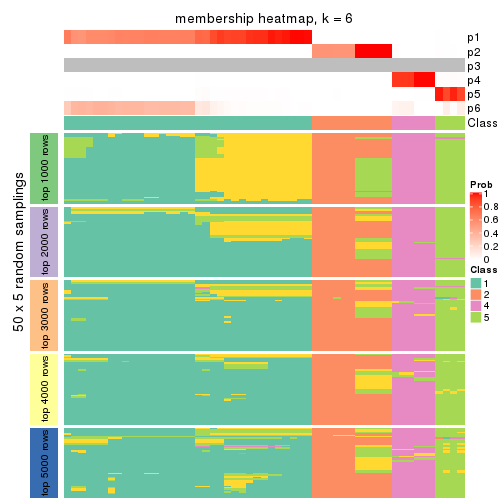 membership heatmap, k = 6
p1
p2
p3
p4
p5
p6
Class
50 x 5 random samplings
top 1000 rows
top 2000 rows
top 3000 rows
top 4000 rows
top 5000 rows
Prob
1
0.8
0.6
0.4
0.2
0
Class
1
2
4
5